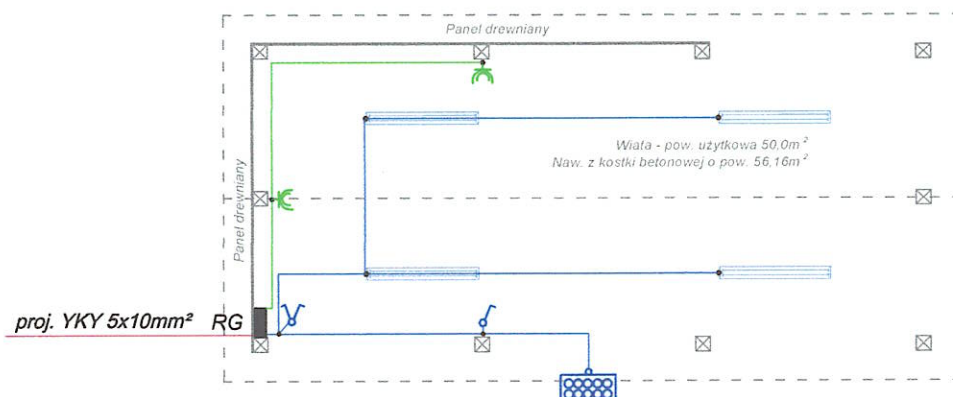 Panel drewniany
Wiata - pow. użytkowa 50,0m²
Naw. z kostki betonowej o pow. 56,16m²
Panel drewniany
proj. YKY 5x10mm² RG